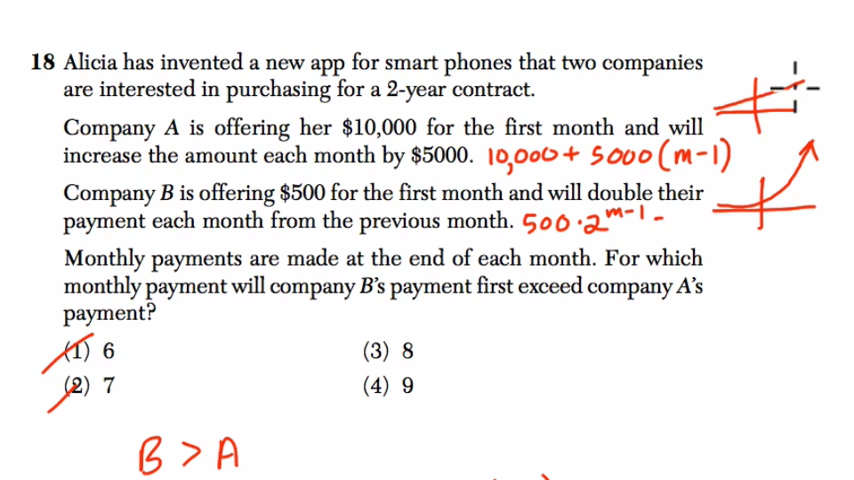 18 Alicia has invented a new app for smart phones that two companies
are interested in purchasing for a 2-year contract.
Company A is offering her $10,000 for the first month and will
increase the amount each month by $5000. 10,000 + 5000 (m-1)
Company B is offering $500 for the first month and will double their
payment each month from the previous month. 500 · 2^m-1 -
Monthly payments are made at the end of each month. For which
monthly payment will company B's payment first exceed company A's
payment?
(1) 6 (3) 8
(2) 7 (4) 9
B > A